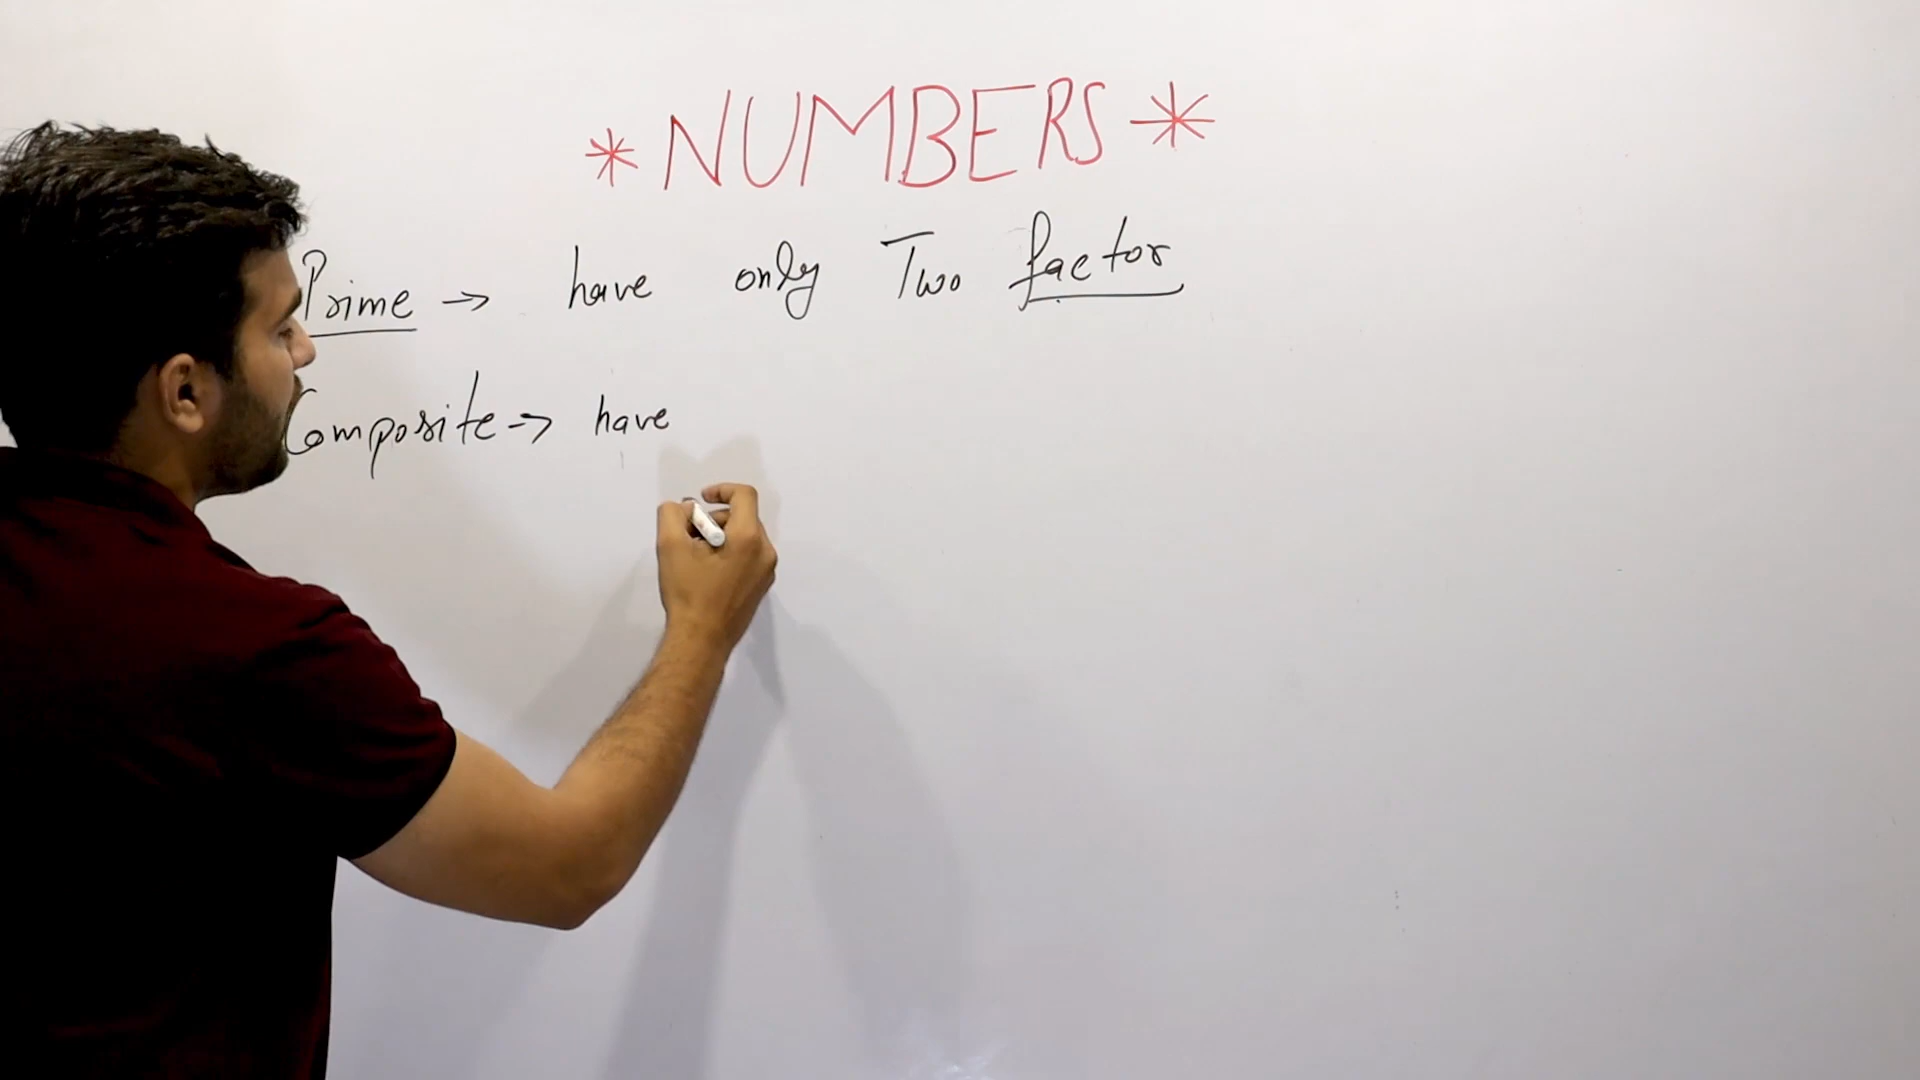 * NUMBERS *
Prime → have only Two factor
Composite → have